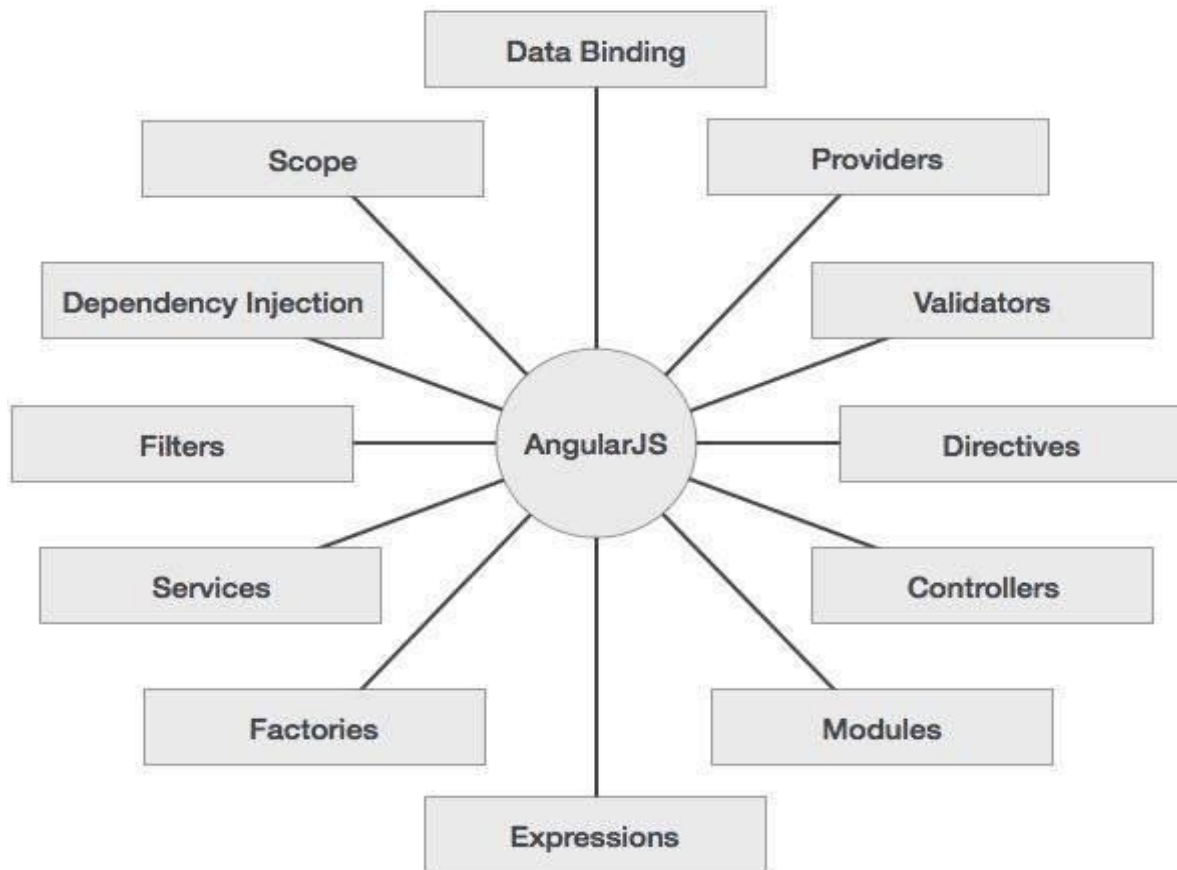 Data Binding
Scope
Providers
Dependency Injection
Validators
Filters
AngularJS
Directives
Services
Controllers
Factories
Modules
Expressions